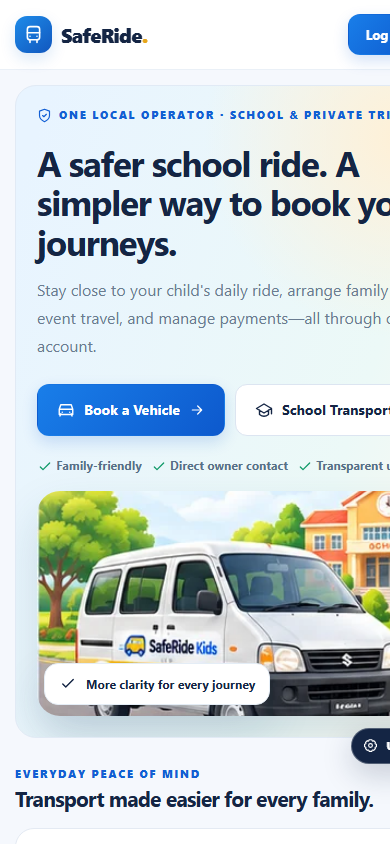 SafeRide.
Log
ONE LOCAL OPERATOR · SCHOOL & PRIVATE TRI
A safer school ride. A
simpler way to book yo
journeys.
Stay close to your child's daily ride, arrange family
event travel, and manage payments—all through
account.
Book a Vehicle →
School Transport
✓ Family-friendly ✓ Direct owner contact ✓ Transparent u
SCHO
SafeRide Kids
✓ More clarity for every journey
EVERYDAY PEACE OF MIND
Transport made easier for every family.